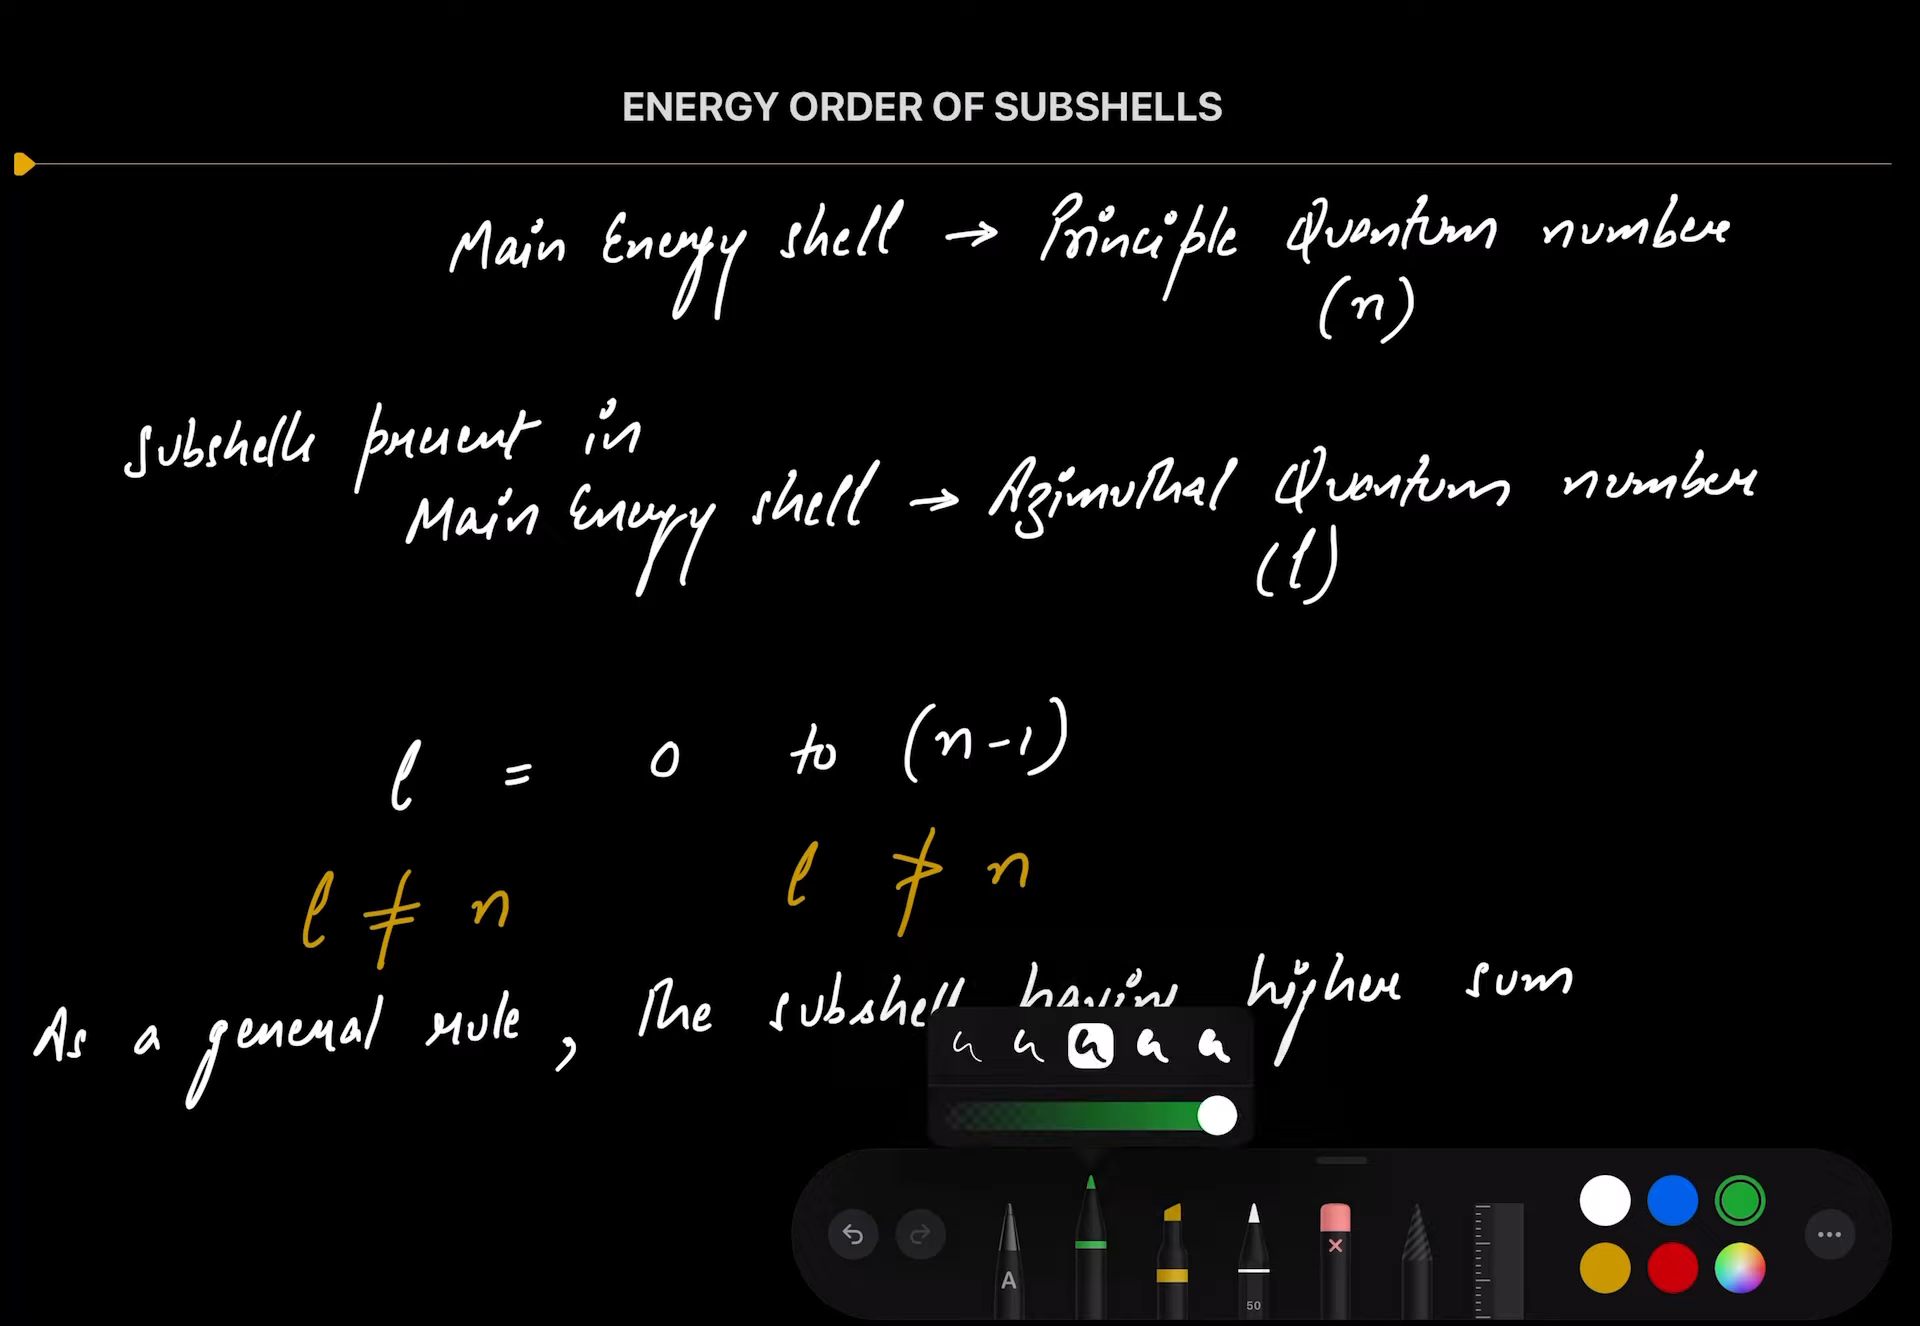 ENERGY ORDER OF SUBSHELLS
Main Energy shell → Principle Quantum number
(n)
Subshells present in
Main Energy shell → Azimuthal Quantum number
(l)
l = 0 to (n-1)
l ≠ n l ≯ n
As a general rule, the subshell having higher sum
a a a a a
A
50